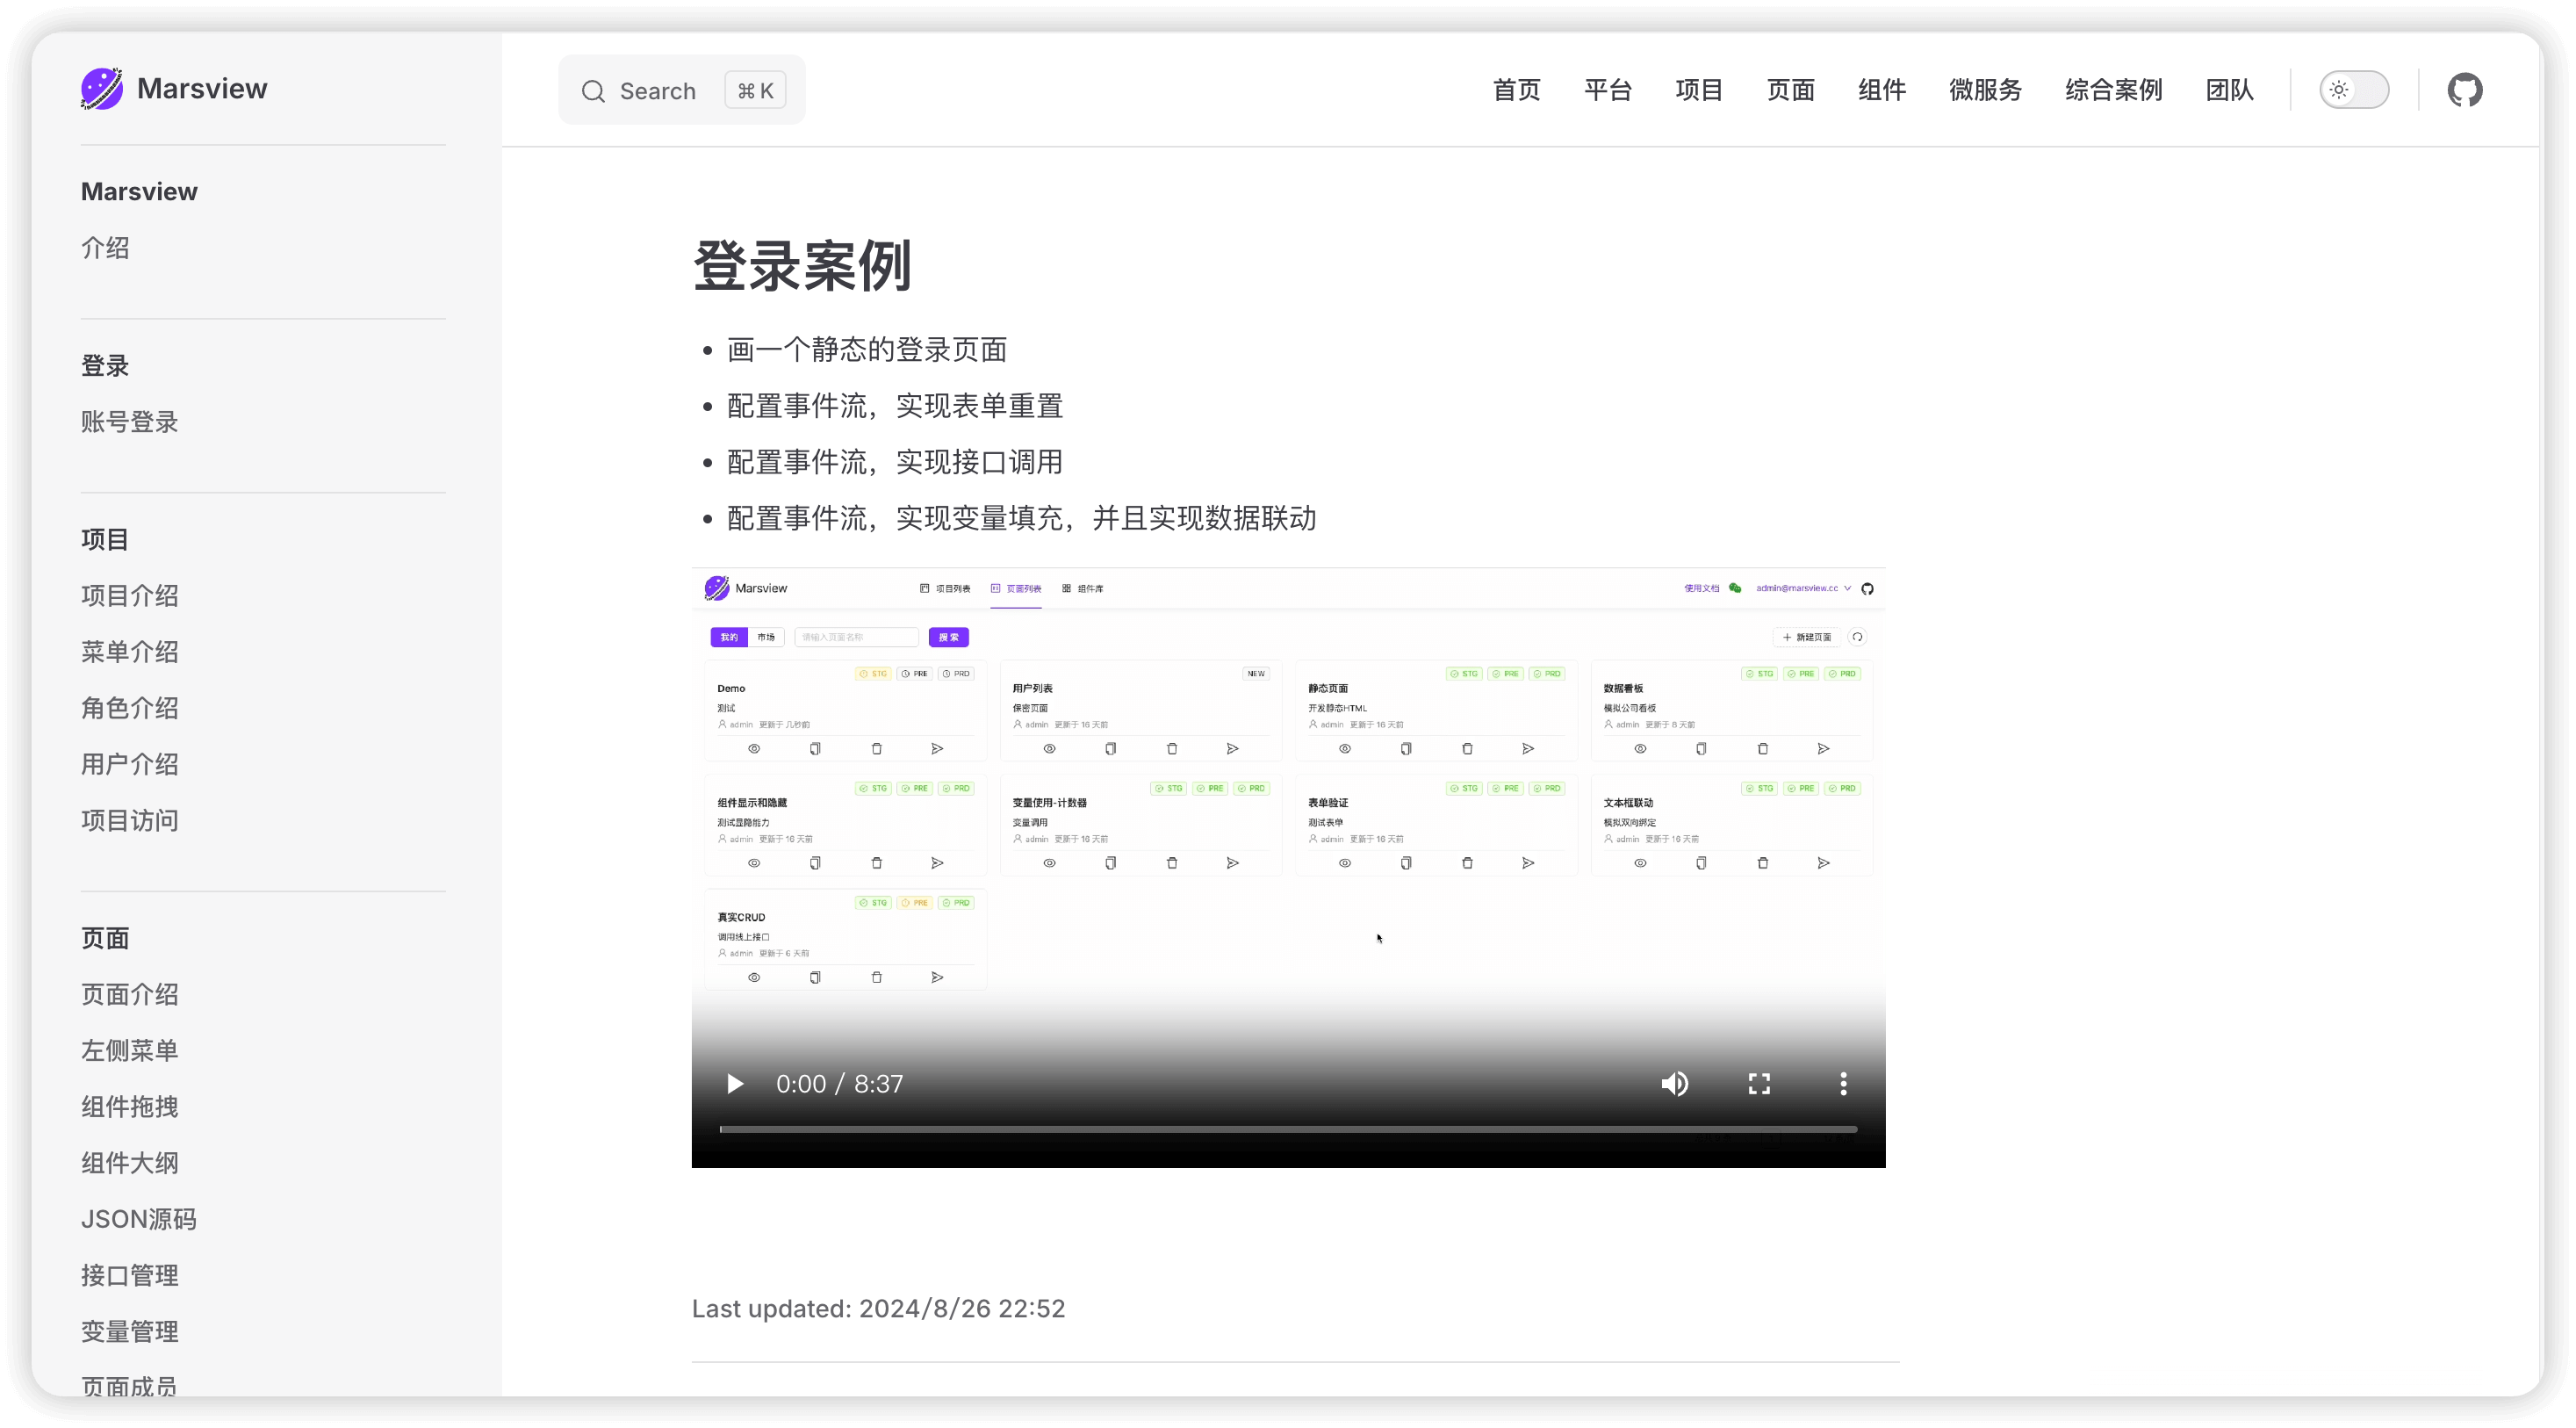 Marsview
Search
⌘ K
首页 平台 项目 页面 组件 微服务 综合案例 团队
Marsview
介绍
登录
账号登录
项目
项目介绍
菜单介绍
角色介绍
用户介绍
项目访问
页面
页面介绍
左侧菜单
组件拖拽
组件大纲
JSON源码
接口管理
变量管理
页面成员
登录案例
画一个静态的登录页面
配置事件流，实现表单重置
配置事件流，实现接口调用
配置事件流，实现变量填充，并且实现数据联动
Marsview 项目列表 页面列表 组件库 使用文档 admin@marsview.cc
我的 市场 请输入页面名称 搜 索 新建页面
STG PRE PRD
Demo
测试
admin 更新于 几秒前
NEW
用户列表
保密页面
admin 更新于 16 天前
STG PRE PRD
静态页面
开发静态HTML
admin 更新于 16 天前
STG PRE PRD
数据看板
模拟公司看板
admin 更新于 8 天前
STG PRE PRD
组件显示和隐藏
测试显隐能力
admin 更新于 16 天前
STG PRE PRD
变量使用-计数器
变量调用
admin 更新于 16 天前
STG PRE PRD
表单验证
测试表单
admin 更新于 16 天前
STG PRE PRD
文本框联动
模拟双向绑定
admin 更新于 16 天前
STG PRE PRD
真实CRUD
调用线上接口
admin 更新于 6 天前
0:00 / 8:37
Last updated: 2024/8/26 22:52